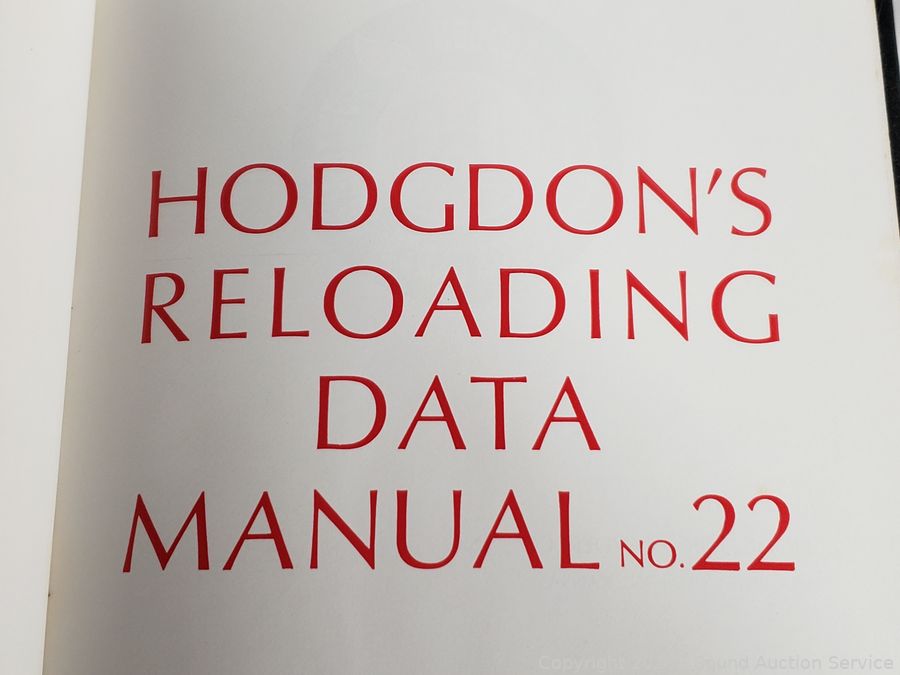 HODGDON'S
RELOADING
DATA
MANUAL NO. 22
Copyright Sound Auction Service